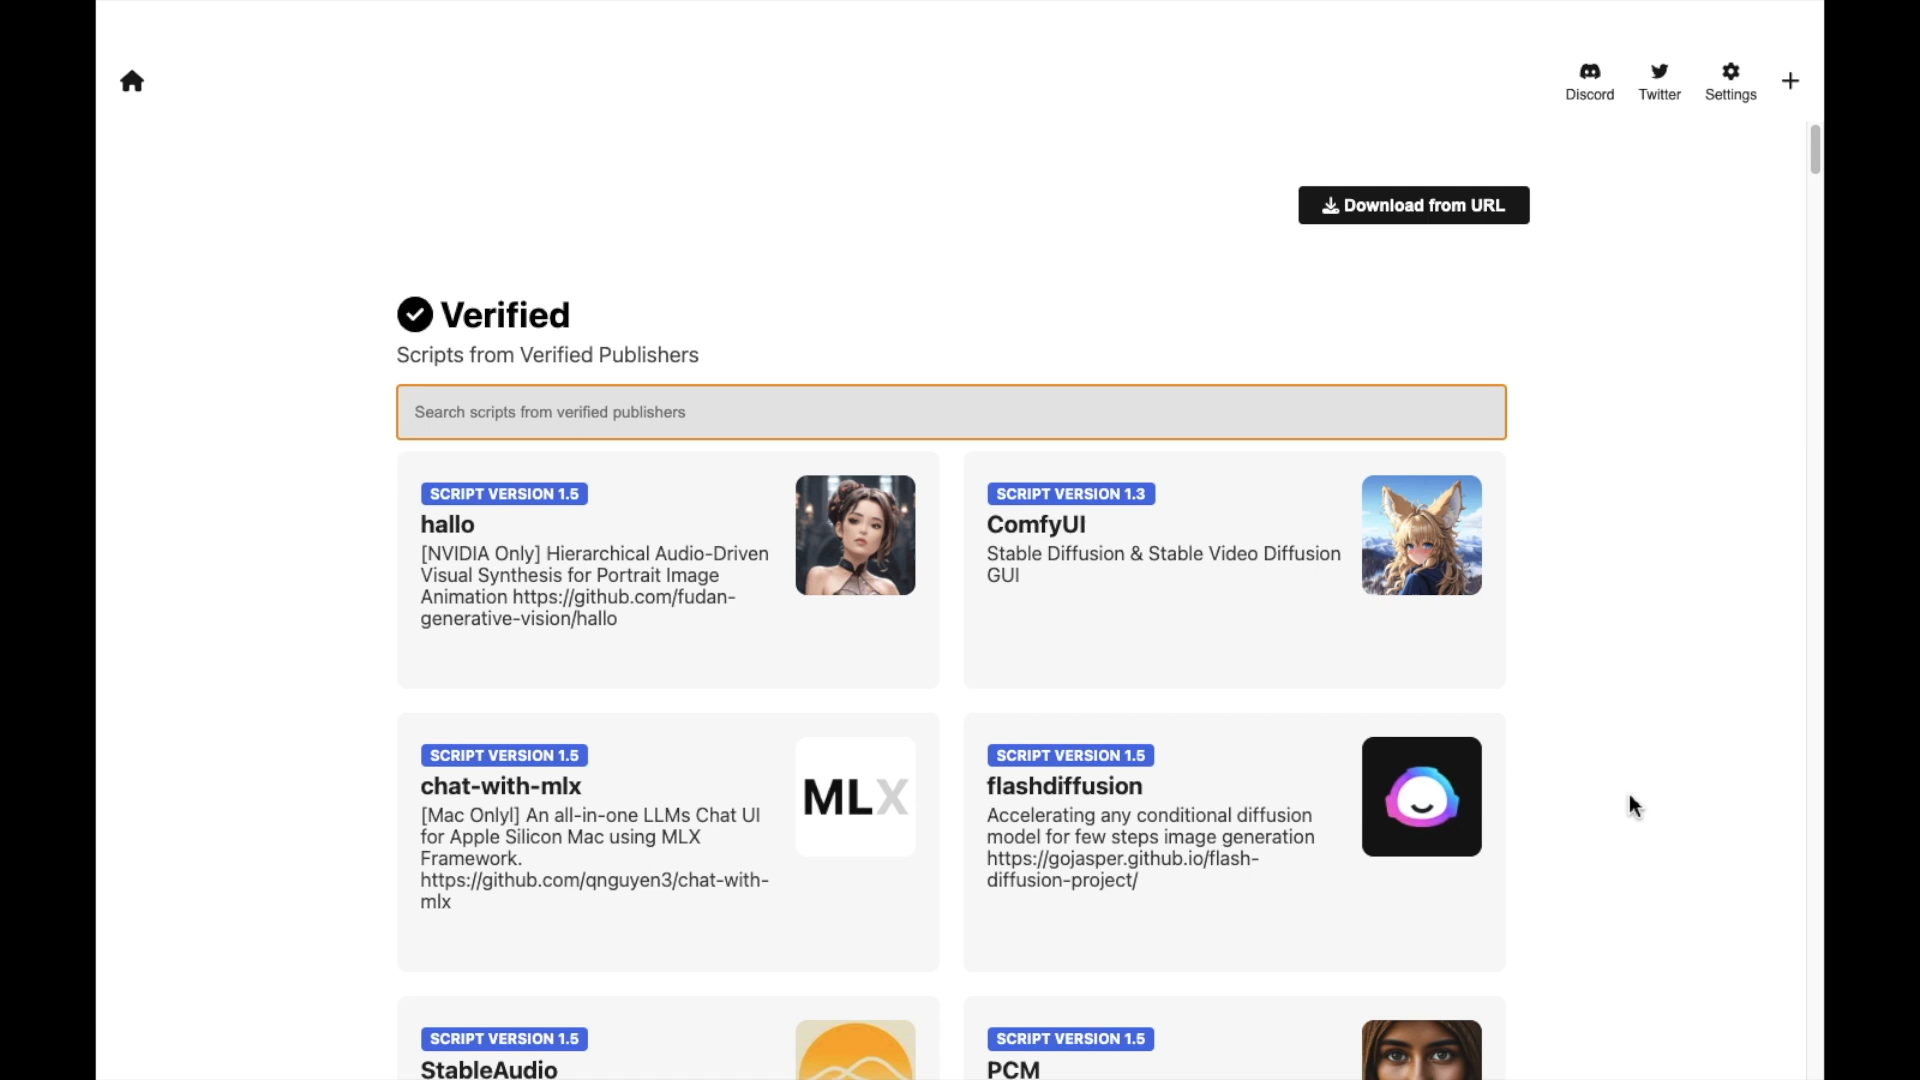 Discord
Twitter
Settings
Download from URL
Verified
Scripts from Verified Publishers
Search scripts from verified publishers
SCRIPT VERSION 1.5
hallo
[NVIDIA Only] Hierarchical Audio-Driven
Visual Synthesis for Portrait Image
Animation https://github.com/fudan-
generative-vision/hallo
SCRIPT VERSION 1.3
ComfyUI
Stable Diffusion & Stable Video Diffusion
GUI
SCRIPT VERSION 1.5
chat-with-mlx
[Mac Onlyl] An all-in-one LLMs Chat UI
for Apple Silicon Mac using MLX
Framework.
https://github.com/qnguyen3/chat-with-
mlx
MLX
SCRIPT VERSION 1.5
flashdiffusion
Accelerating any conditional diffusion
model for few steps image generation
https://gojasper.github.io/flash-
diffusion-project/
SCRIPT VERSION 1.5
StableAudio
SCRIPT VERSION 1.5
PCM